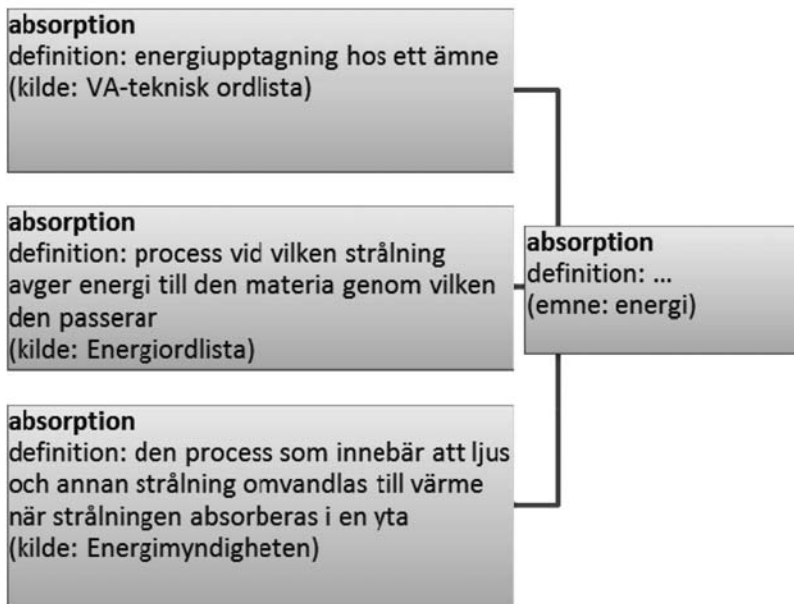 absorption
definition: energiupptagning hos ett ämne
(kilde: VA-teknisk ordlista)
absorption
definition: process vid vilken strålning
avger energi till den materia genom vilken
den passerar
(kilde: Energiordlista)
absorption
definition: den process som innebär att ljus
och annan strålning omvandlas till värme
när strålningen absorberas i en yta
(kilde: Energimyndigheten)
absorption
definition: ...
(emne: energi)